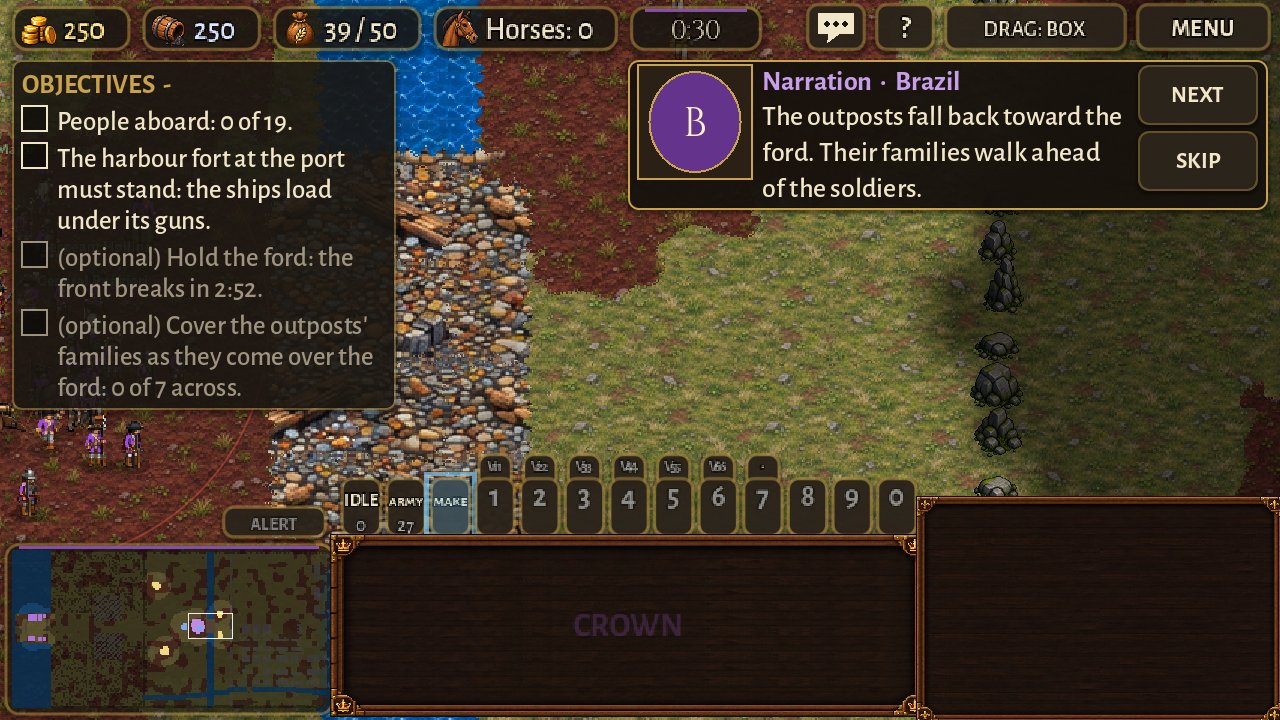 250
250
39 / 50
Horses: 0
0:30
?
DRAG: BOX
MENU
OBJECTIVES -
People aboard: 0 of 19.
The harbour fort at the port
must stand: the ships load
under its guns.
(optional) Hold the ford: the
front breaks in 2:52.
(optional) Cover the outposts'
families as they come over the
ford: 0 of 7 across.
B
Narration · Brazil
The outposts fall back toward the
ford. Their families walk ahead
of the soldiers.
NEXT
SKIP
ALERT
IDLE
0
ARMY
27
MAKE
1
2
3
4
5
6
7
8
9
0
CROWN